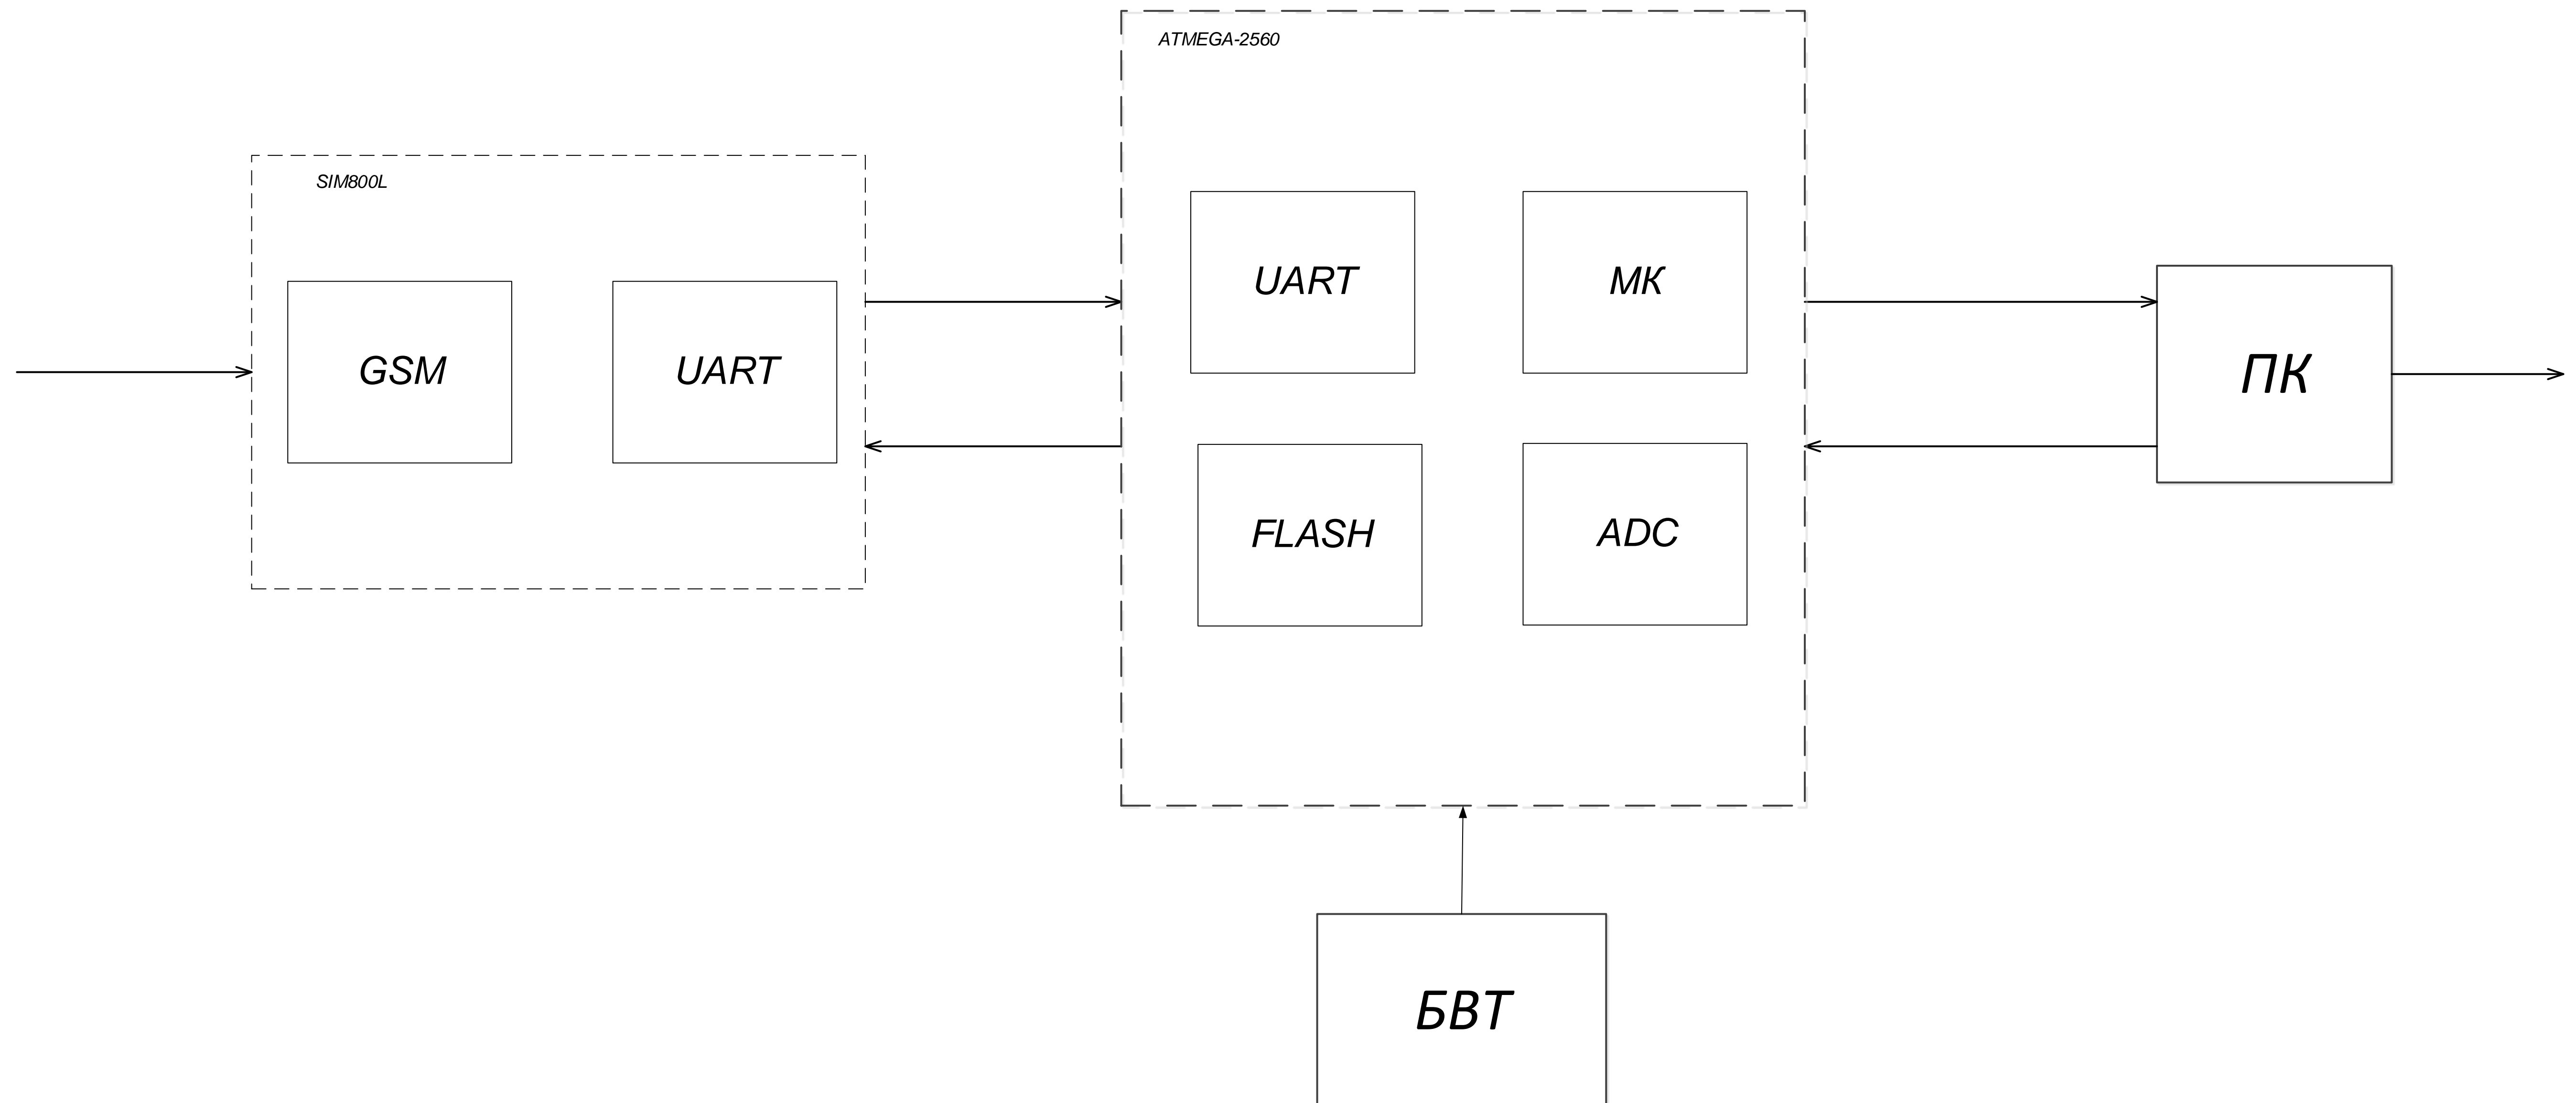 ATMEGA-2560
SIM800L
UART
МК
GSM
UART
ПК
FLASH
ADC
БВТ